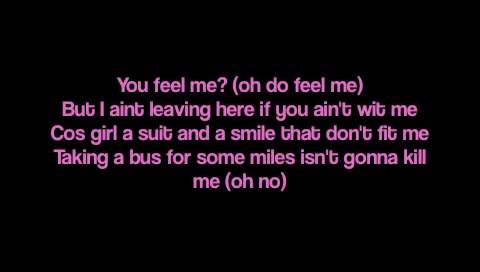 You feel me? (oh do feel me)
But I aint leaving here if you ain't wit me
Cos girl a suit and a smile that don't fit me
Taking a bus for some miles isn't gonna kill
me (oh no)